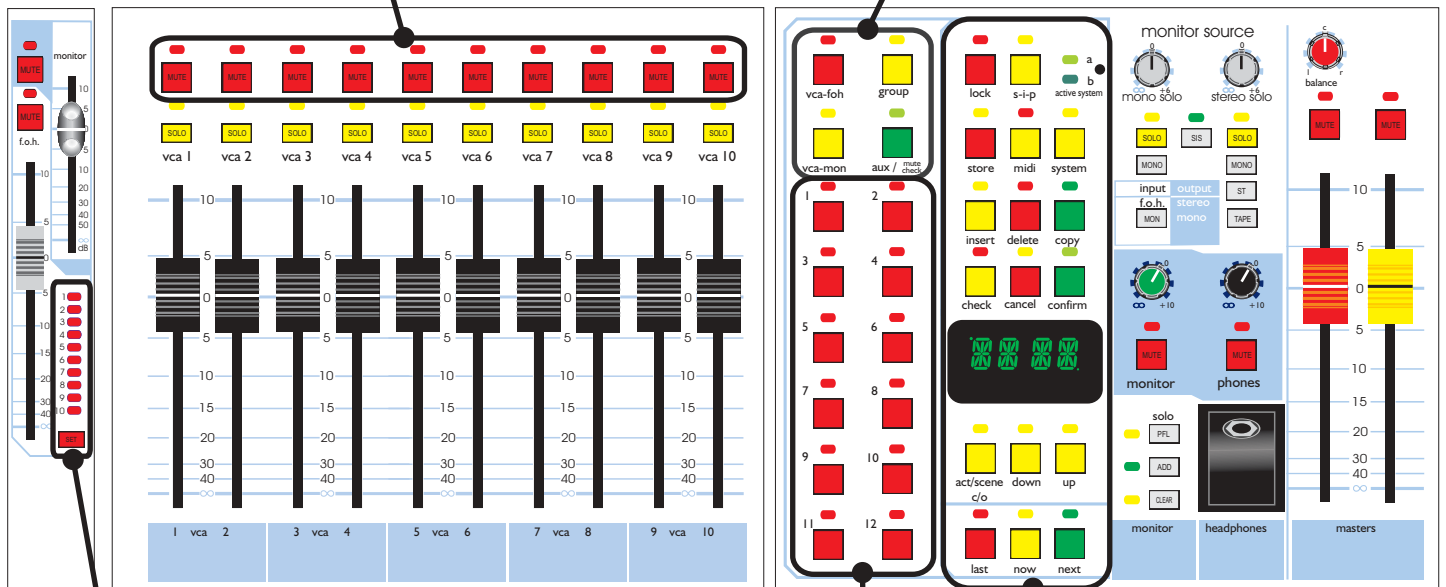 MUTE
monitor
MUTE
f.o.h.
10
5
0
5
10
20
30
40
50
∞
dB
10
5
0
5
10
15
20
30
40
∞
1
2
3
4
5
6
7
8
9
10
SET
MUTE MUTE MUTE MUTE MUTE MUTE MUTE MUTE MUTE MUTE
SOLO SOLO SOLO SOLO SOLO SOLO SOLO SOLO SOLO SOLO
vca 1 vca 2 vca 3 vca 4 vca 5 vca 6 vca 7 vca 8 vca 9 vca 10
10 10 10 10 10
5 5 5 5 5
0 0 0 0 0
5 5 5 5 5
10 10 10 10 10
15 15 15 15 15
20 20 20 20 20
30 30 30 30 30
40 40 40 40 40
∞ ∞ ∞ ∞ ∞
1 vca 2 3 vca 4 5 vca 6 7 vca 8 9 vca 10
vca-foh group
vca-mon aux / mute check
1 2
3 4
5 6
7 8
9 10
11 12
a
b
lock s-i-p active system
store midi system
insert delete copy
check cancel confirm
act/scene down up
c/o
last now next
monitor source
0 0
∞ +6 ∞ +6
mono solo stereo solo
SOLO SIS SOLO
MONO MONO
input output
f.o.h. stereo
ST
MON mono TAPE
0 0
∞ +10 ∞ +10
MUTE MUTE
monitor phones
solo
PFL
ADD
CLEAR
monitor headphones
c
l r
balance
MUTE MUTE
10
5
0
5
10
15
20
30
40
∞
masters